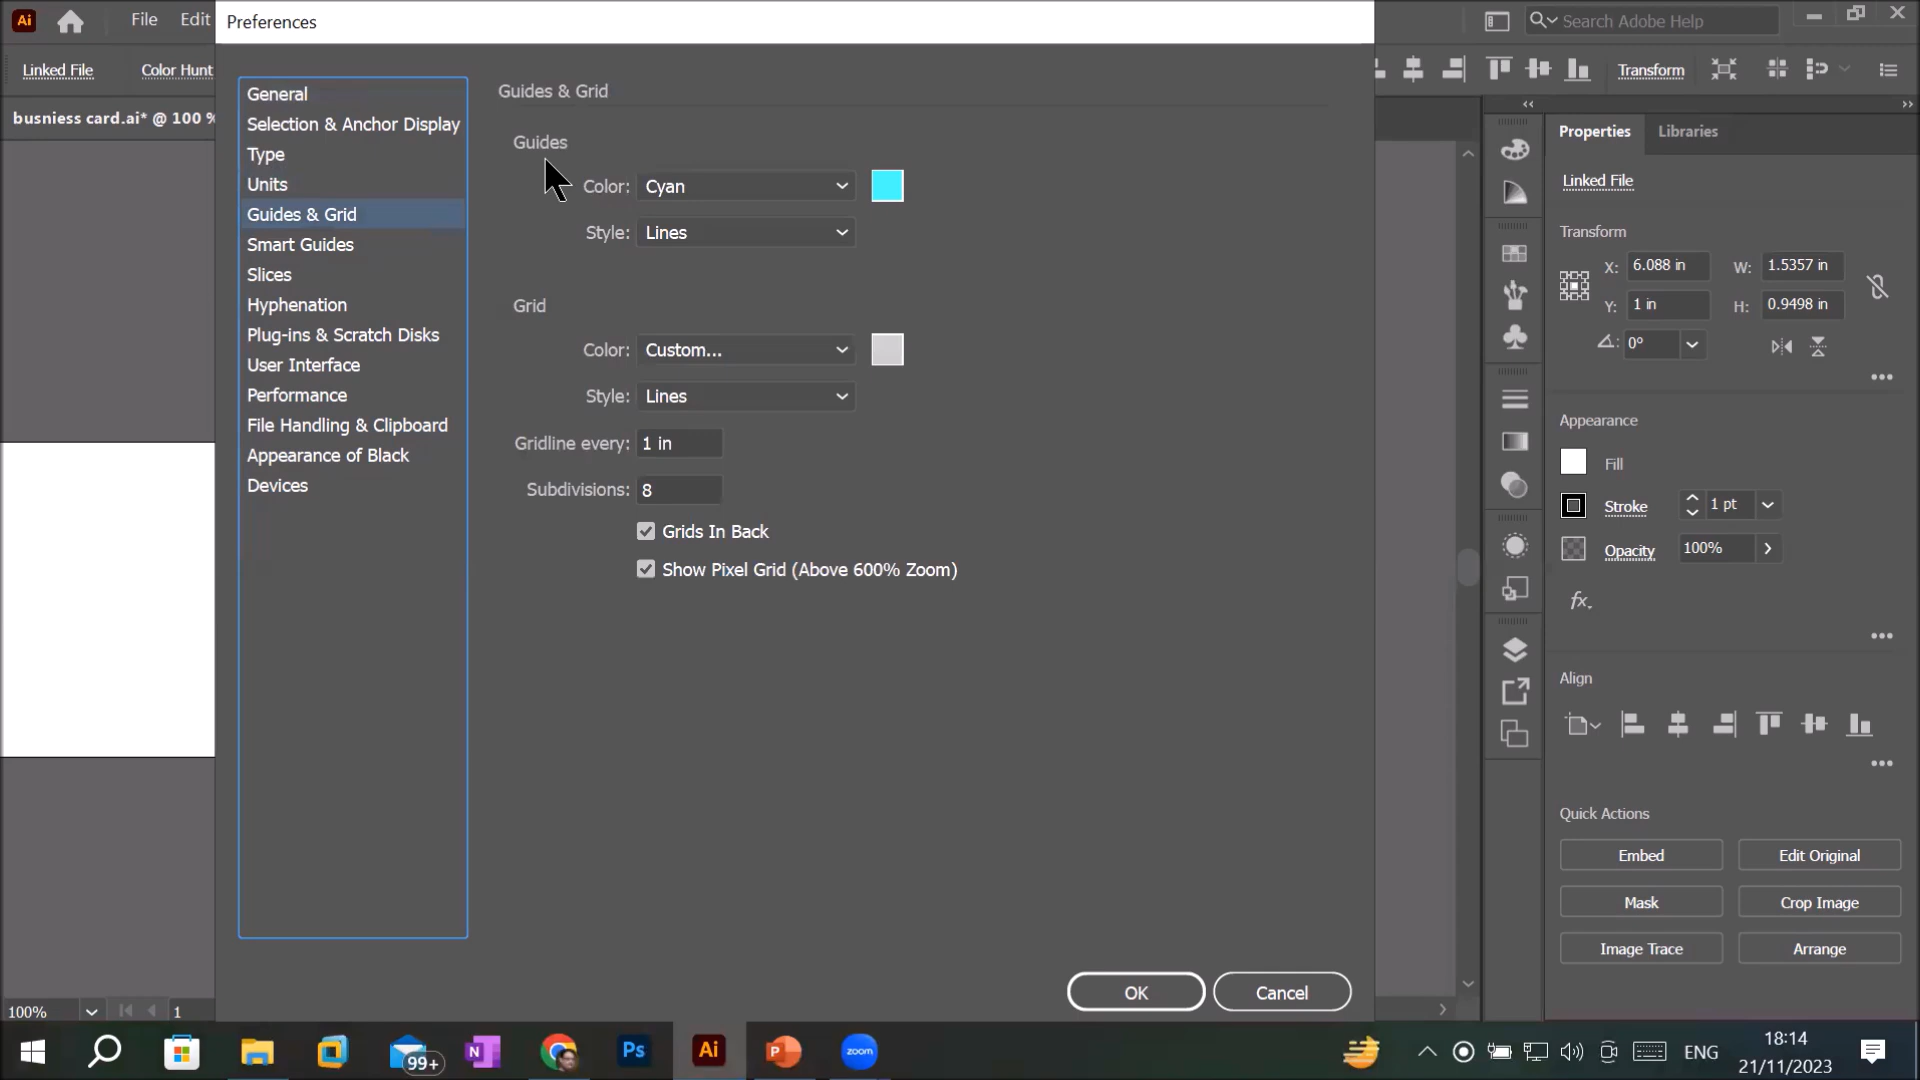 Ai File Edit
Preferences
Search Adobe Help
Linked File Color Hunt
Transform
busniess card.ai* @ 100 %
General
Selection & Anchor Display
Type
Units
Guides & Grid
Smart Guides
Slices
Hyphenation
Plug-ins & Scratch Disks
User Interface
Performance
File Handling & Clipboard
Appearance of Black
Devices
Guides & Grid
Guides
Color: Cyan
Style: Lines
Grid
Color: Custom...
Style: Lines
Gridline every: 1 in
Subdivisions: 8
Grids In Back
Show Pixel Grid (Above 600% Zoom)
OK Cancel
Properties Libraries
Linked File
Transform
X: 6.088 in W: 1.5357 in
Y: 1 in H: 0.9498 in
0°
Appearance
Fill
Stroke 1 pt
Opacity 100%
fx.
Align
Quick Actions
Embed Edit Original
Mask Crop Image
Image Trace Arrange
100% 1
99+ N Ps Ai P zoom
ENG
18:14
21/11/2023